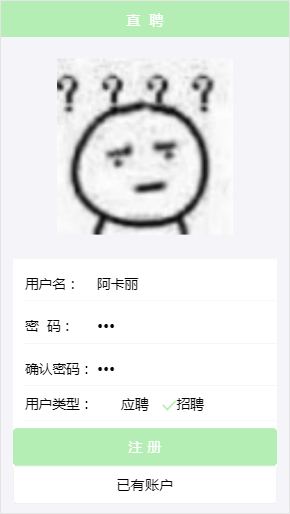 直 聘
? ? ? ?
用户名： 阿卡丽
密 码： •••
确认密码： •••
用户类型： 应聘 招聘
注 册
已有账户